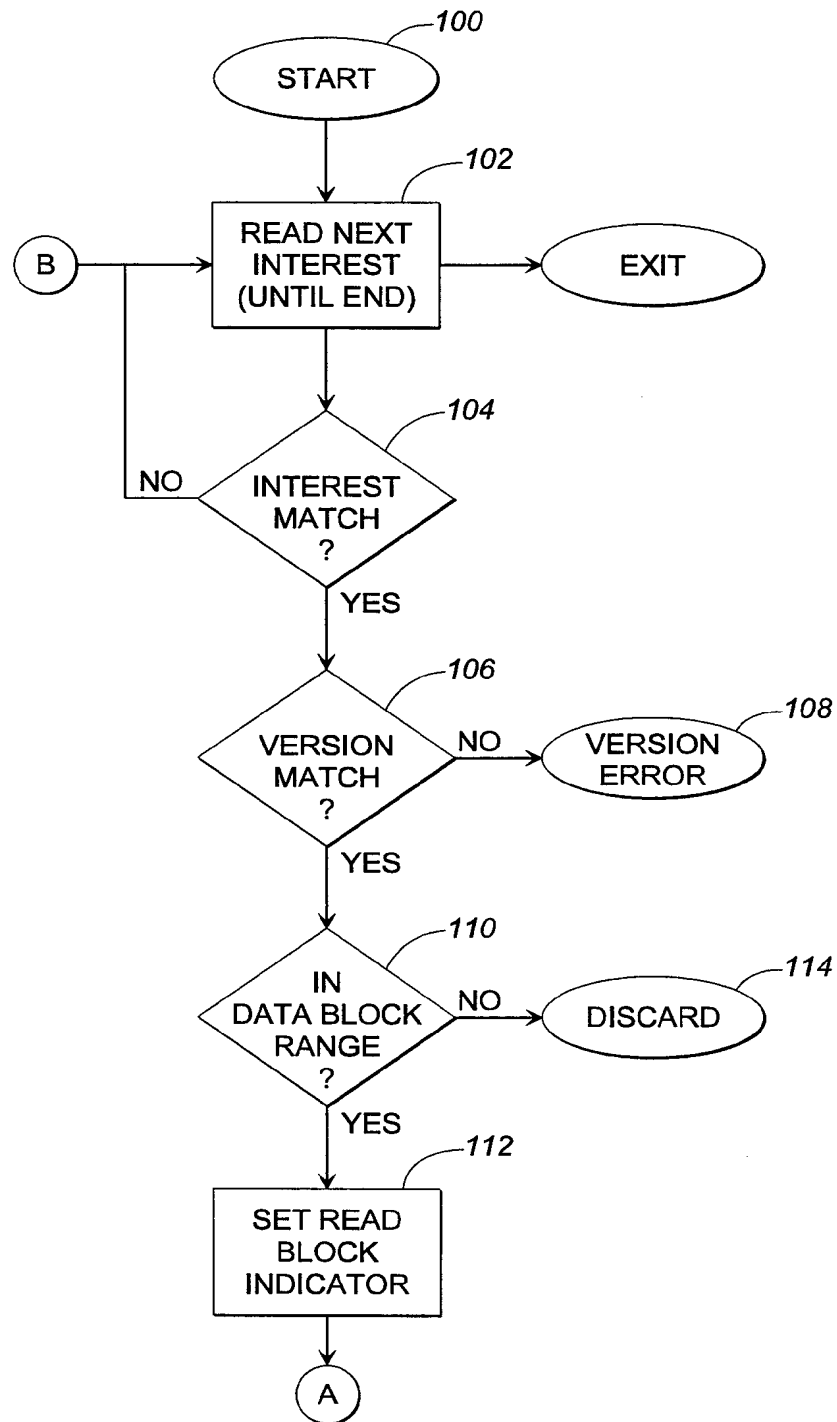 100
START
102
READ NEXT
INTEREST
(UNTIL END)
B
EXIT
104
NO
INTEREST
MATCH
?
YES
106
VERSION
MATCH
?
NO
108
VERSION
ERROR
YES
110
IN
DATA BLOCK
RANGE
?
NO
114
DISCARD
YES
112
SET READ
BLOCK
INDICATOR
A